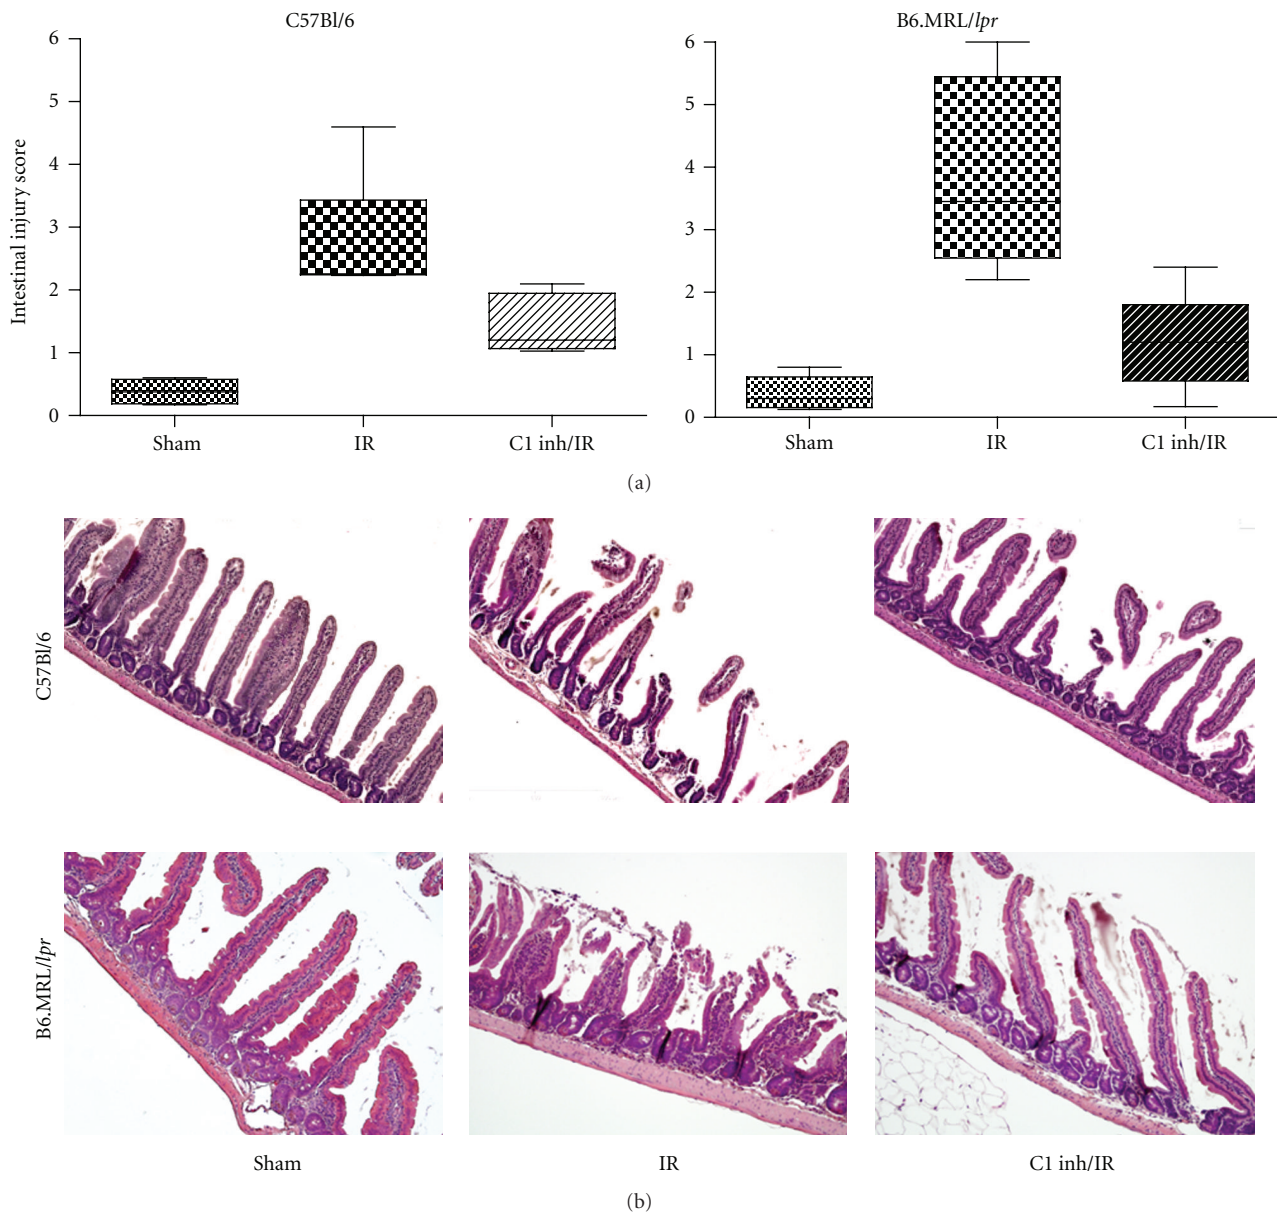 C57Bl/6
B6.MRL/lpr
Intestinal injury score
6
5
4
3
2
1
0
Sham
IR
C1 inh/IR
6
5
4
3
2
1
0
Sham
IR
C1 inh/IR
(a)
C57Bl/6
B6.MRL/lpr
Sham
IR
C1 inh/IR
(b)